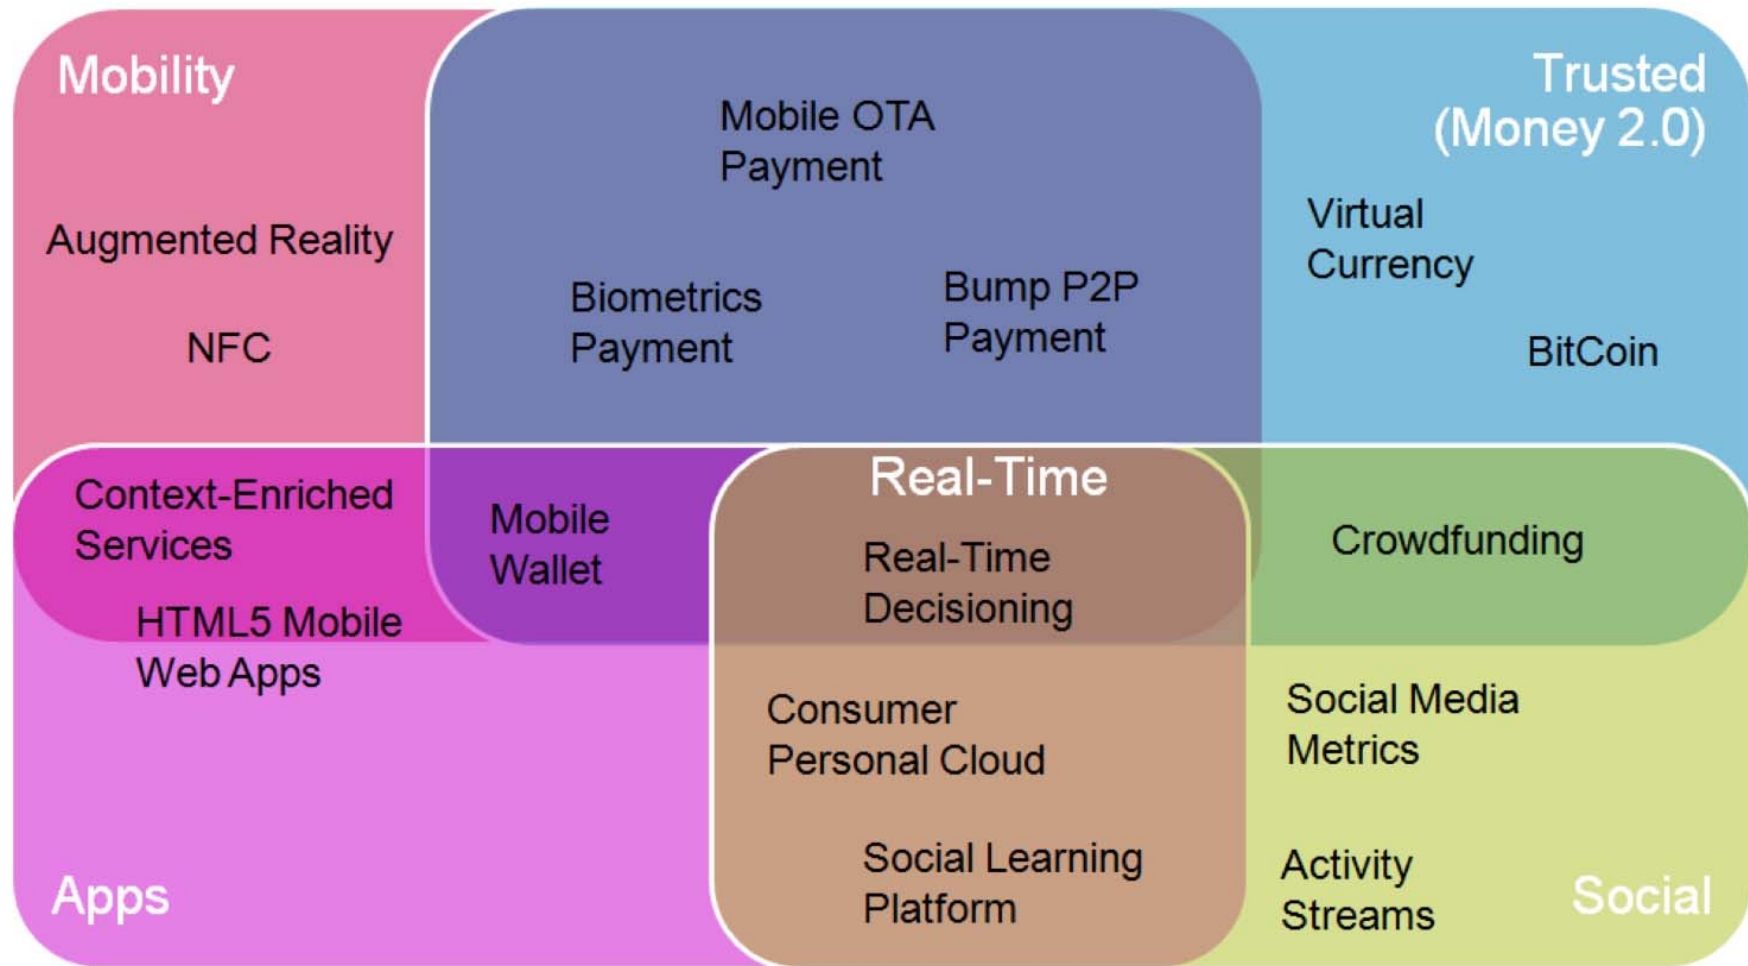 Mobility
Trusted
(Money 2.0)
Mobile OTA
Payment
Augmented Reality
NFC
Biometrics
Payment
Bump P2P
Payment
Virtual
Currency
BitCoin
Context-Enriched
Services
HTML5 Mobile
Web Apps
Mobile
Wallet
Real-Time
Real-Time
Decisioning
Crowdfunding
Consumer
Personal Cloud
Social Media
Metrics
Social Learning
Platform
Activity
Streams
Apps
Social